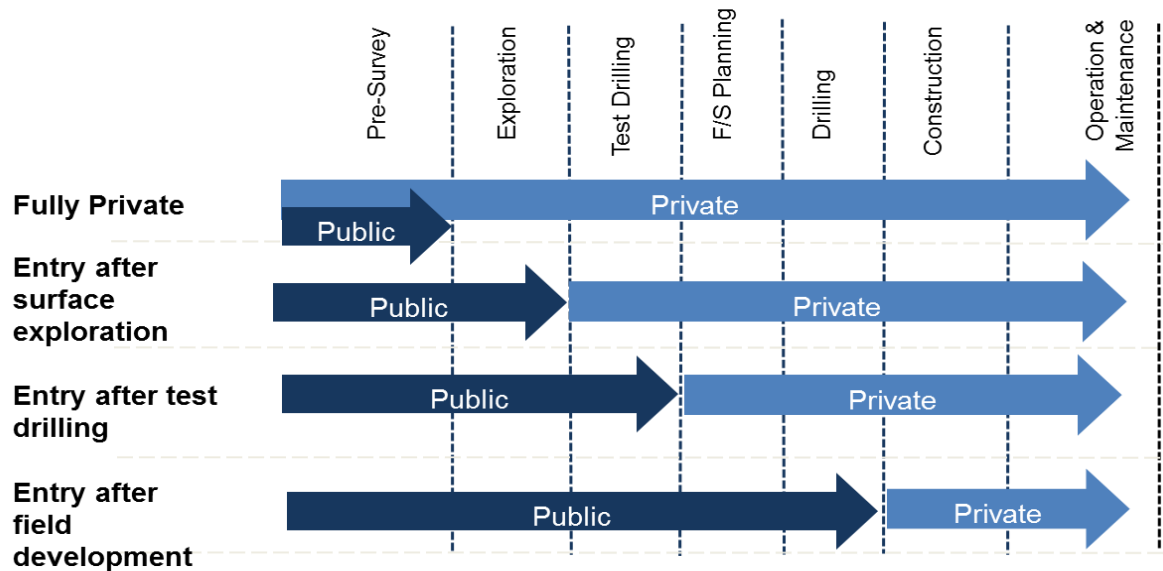 Pre-Survey
Exploration
Test Drilling
F/S Planning
Drilling
Construction
Operation &
Maintenance
Fully Private
Private
Public
Entry after
surface
exploration
Public
Private
Entry after test
drilling
Public
Private
Entry after
field
development
Public
Private